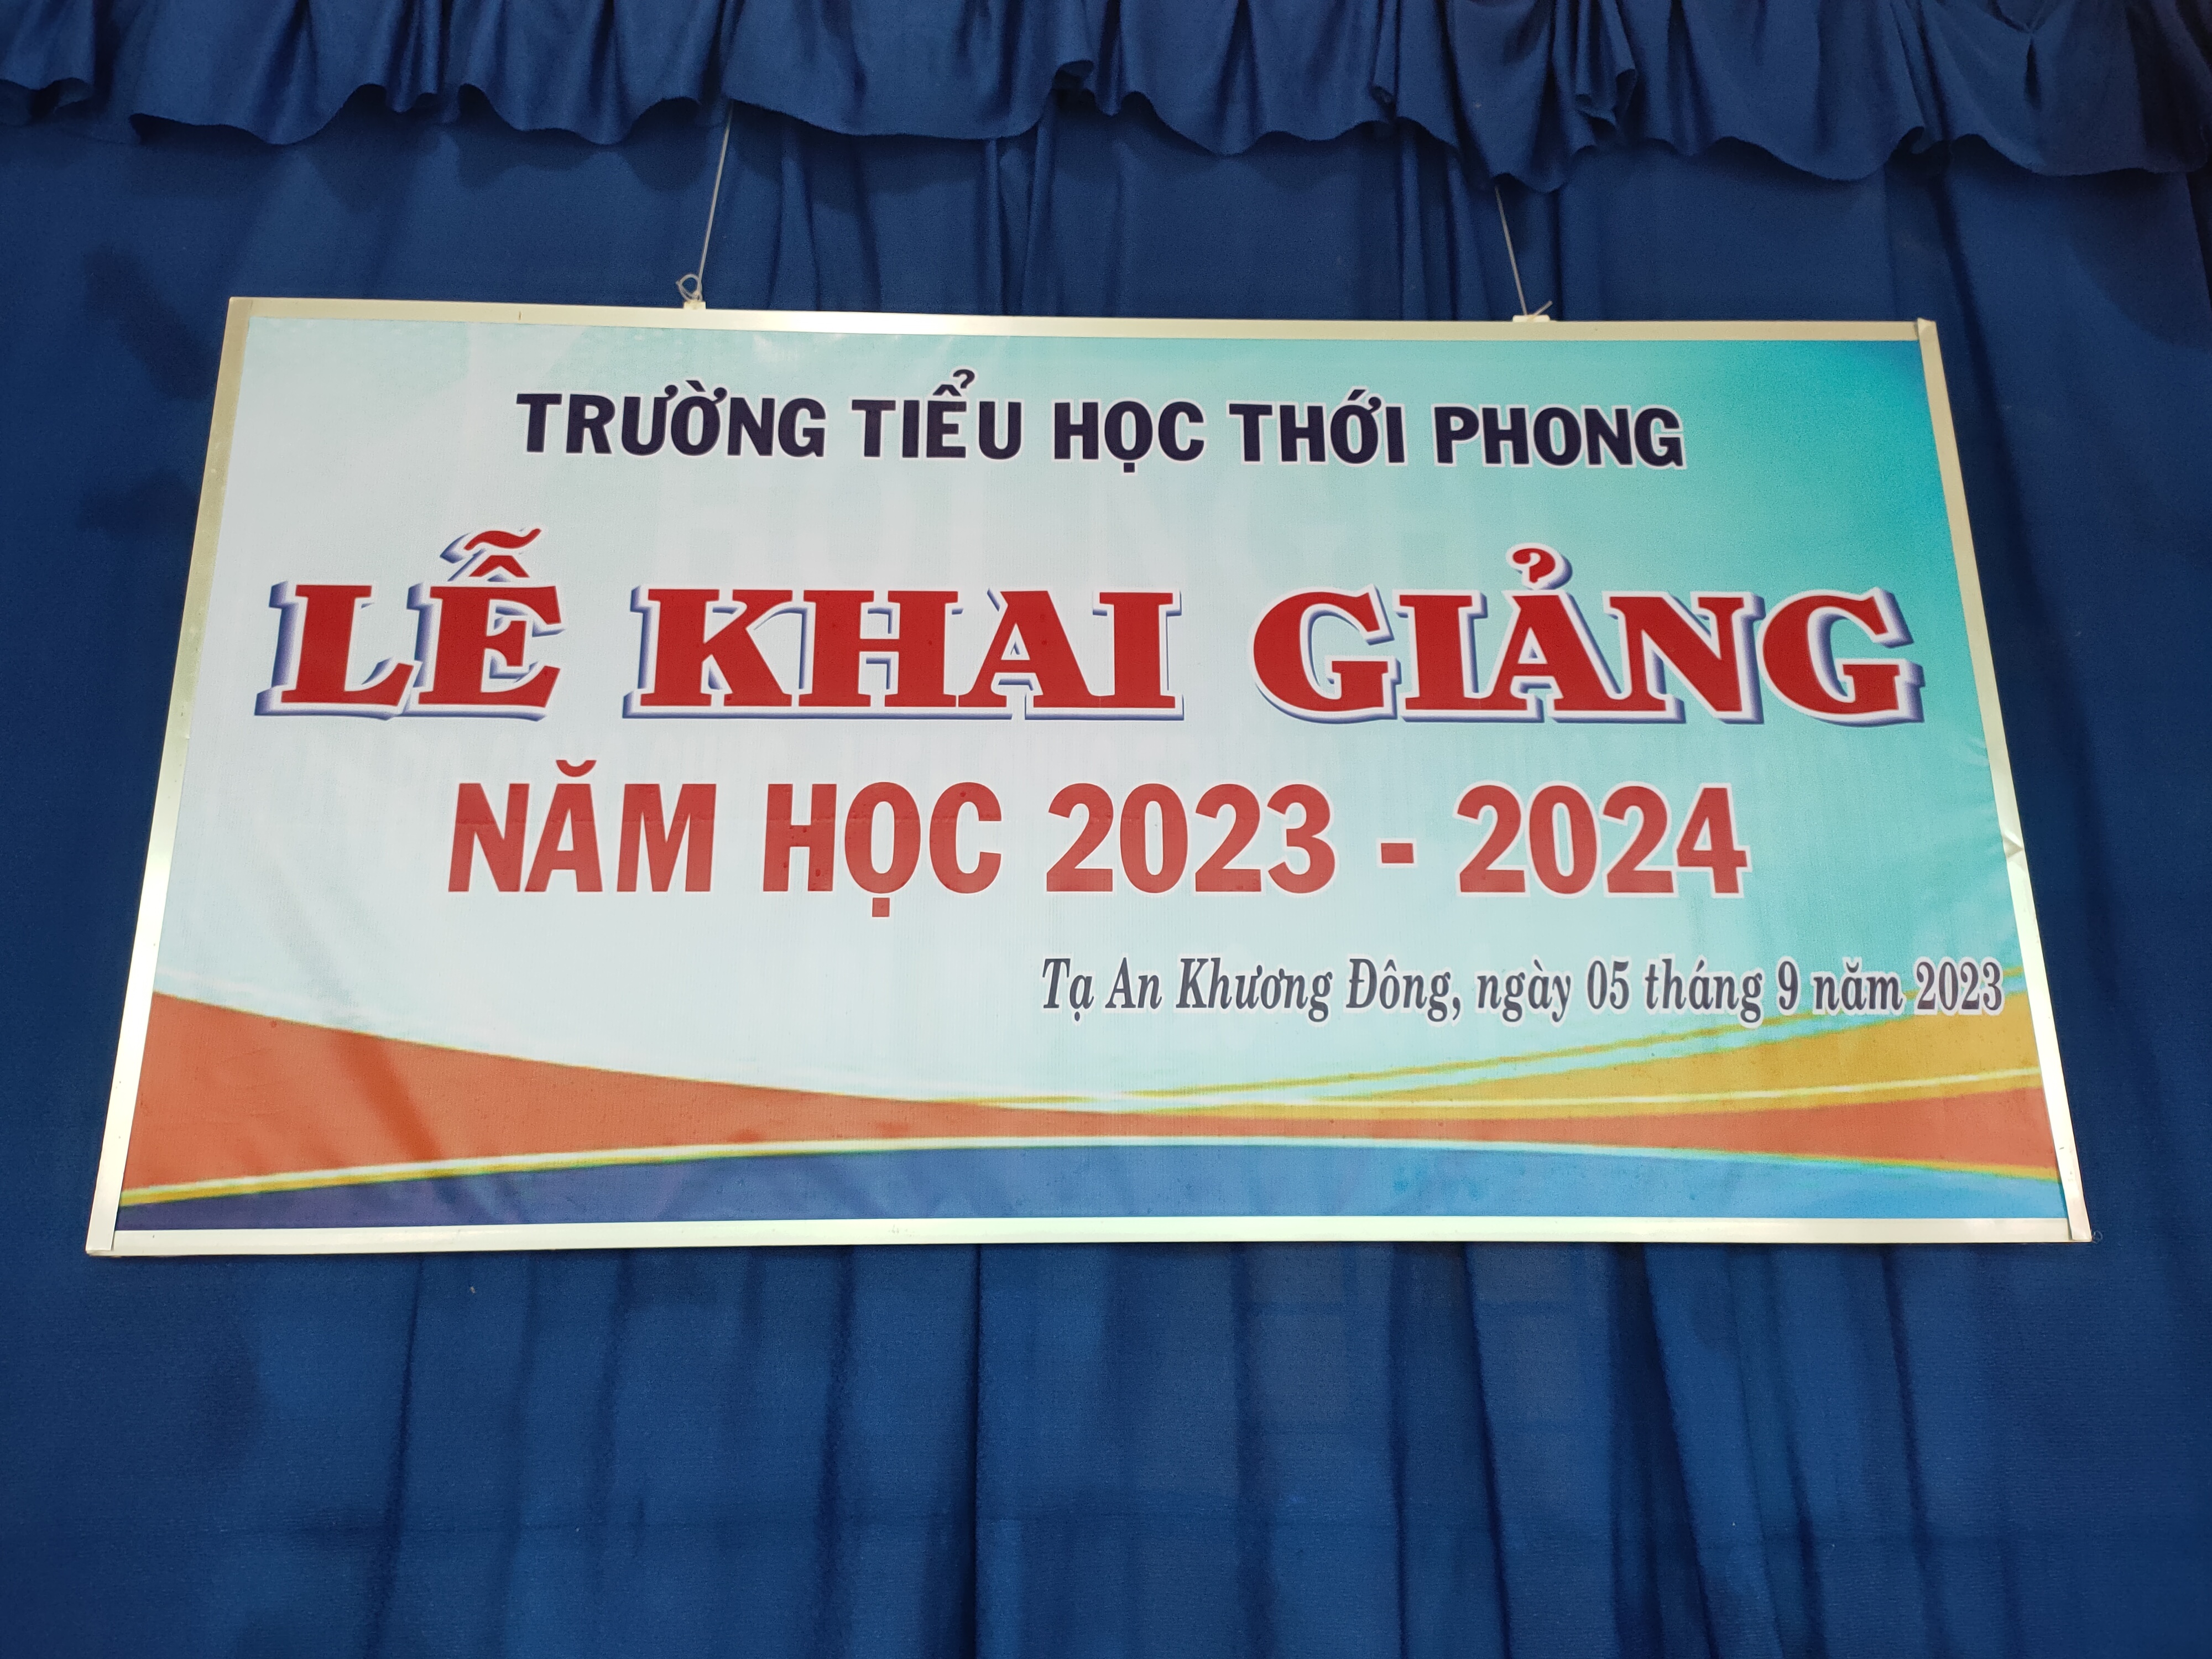 TRƯỜNG TIỂU HỌC THỚI PHONG
LỄ KHAI GIẢNG
NĂM HỌC 2023 - 2024
Tạ An Khương Đông, ngày 05 tháng 9 năm 2023